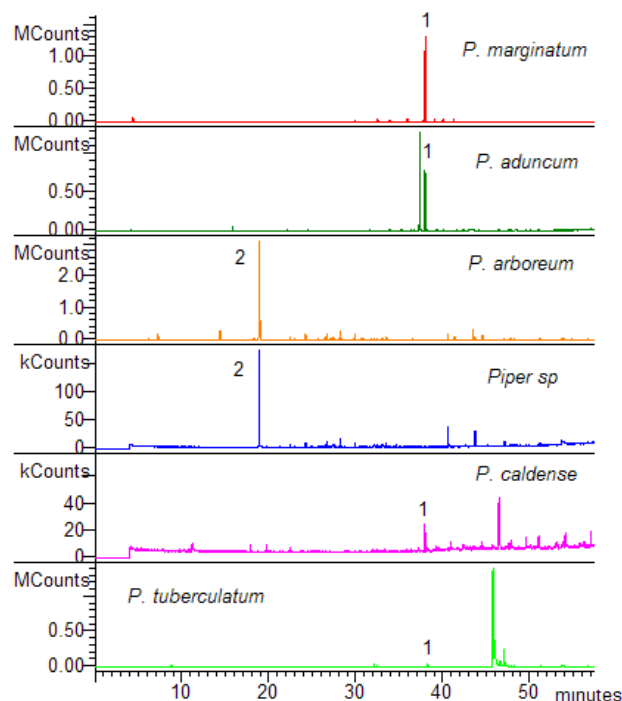 MCounts
1
1.00
P. marginatum
0.50
0.00
MCounts
1
P. aduncum
0.50
0.00
MCounts
2
P. arboreum
2.0
1.0
0.0
kCounts
2
Piper sp
100
50
0
kCounts
P. caldense
40
1
20
0
MCounts
P. tuberculatum
0.50
1
0.00
10 20 30 40 50 minutes